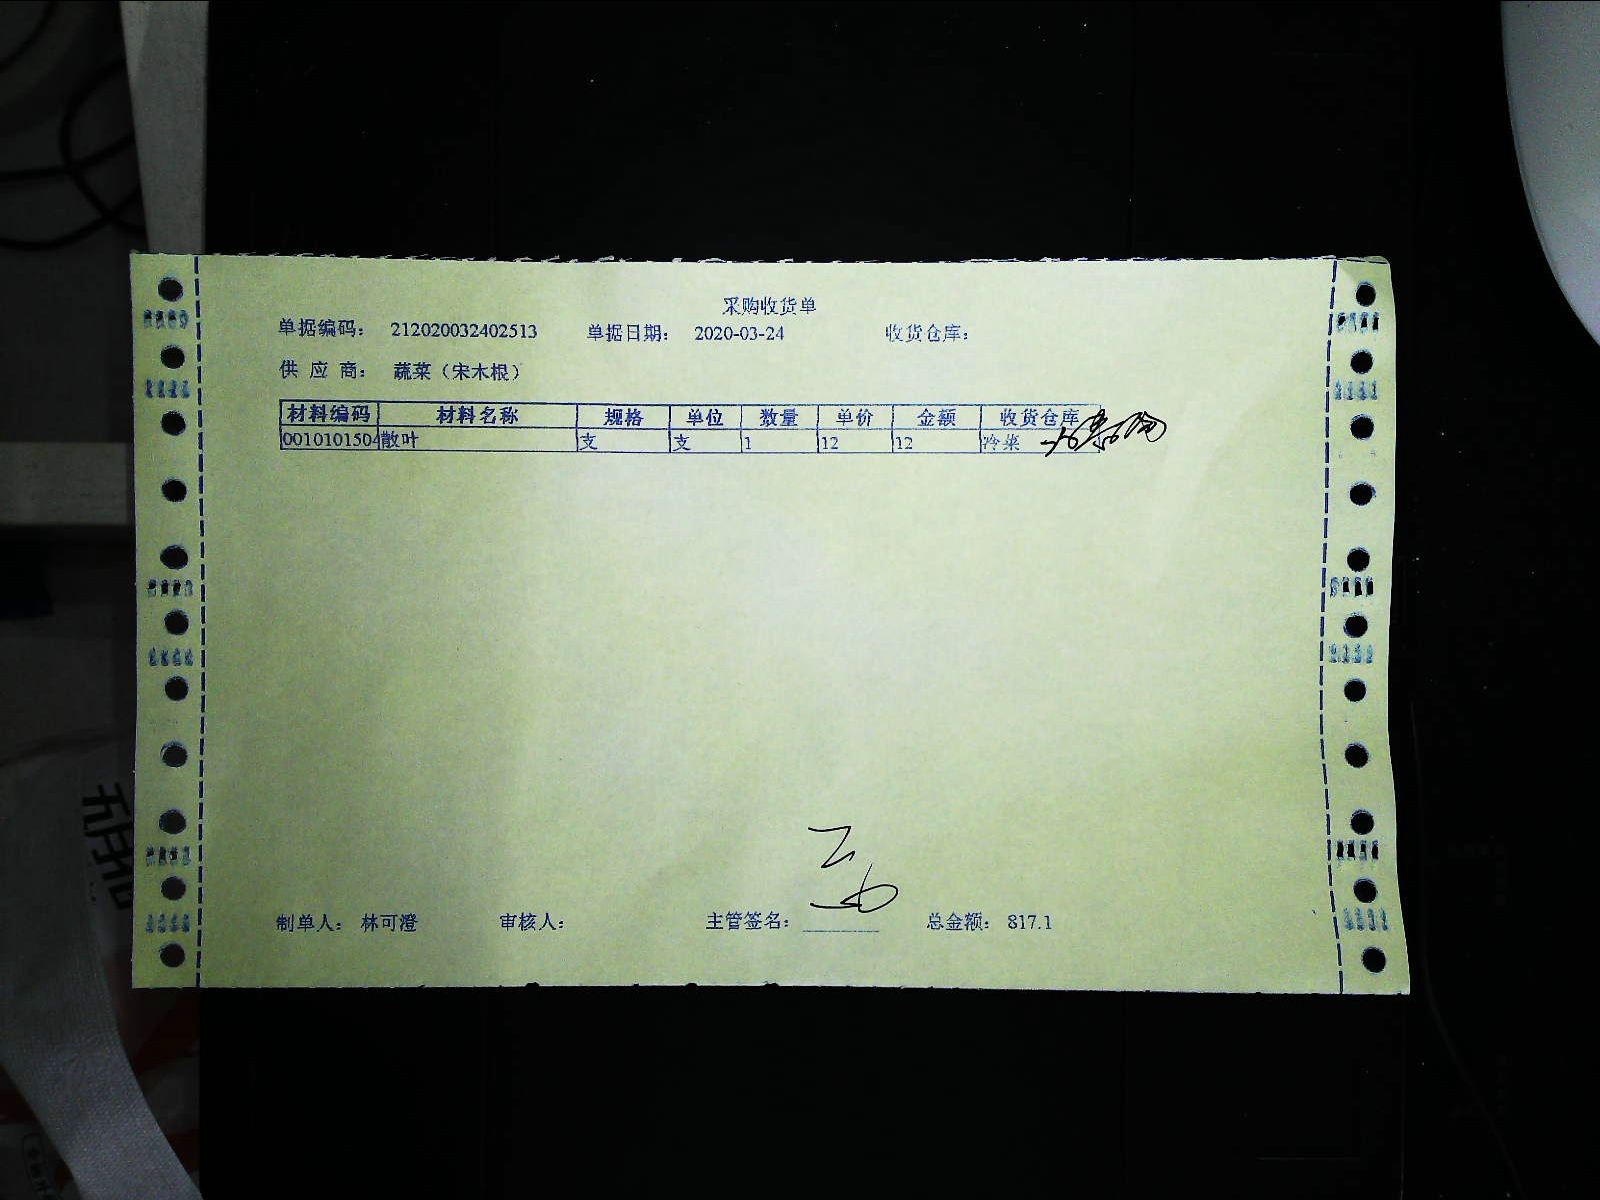 采购收货单
单据编码： 212020032402513 单据日期： 2020-03-24 收货仓库：
供 应 商： 蔬菜（宋木根）
材料编码 材料名称 规格 单位 数量 单价 金额 收货仓库
0010101504 散叶 支 支 1 12 12 冷菜
制单人： 林可澄 审核人： 主管签名： 总金额： 817.1